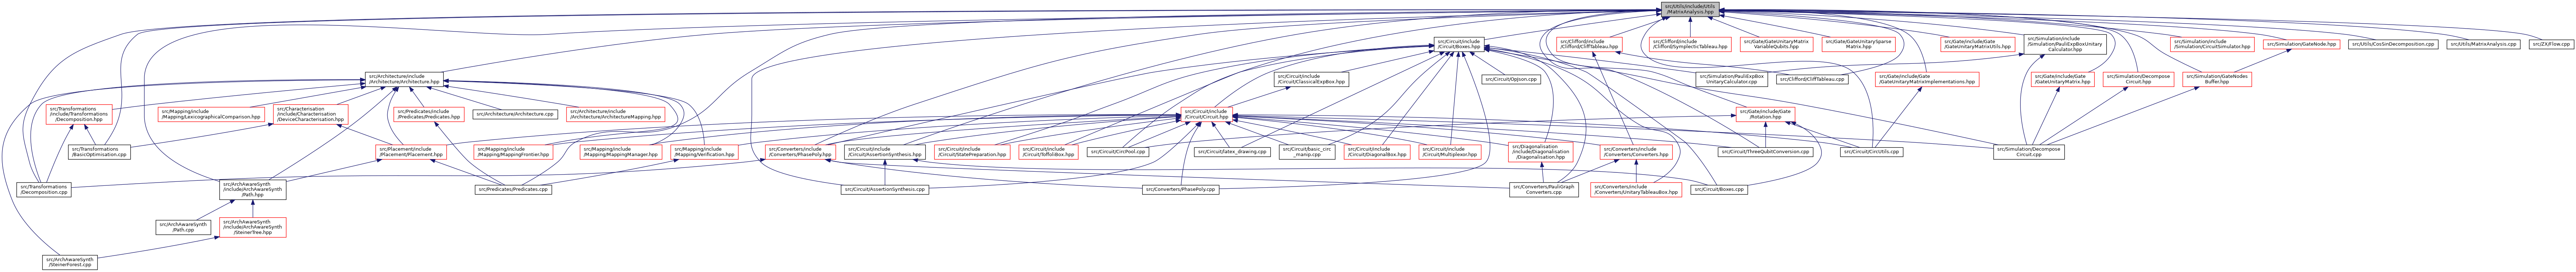 src/Utils/include/Utils
/MatrixAnalysis.hpp
src/Circuit/include
/Circuit/Boxes.hpp
src/Clifford/include
/Clifford/CliffTableau.hpp
src/Clifford/include
/Clifford/SymplecticTableau.hpp
src/Gate/GateUnitaryMatrix
VariableQubits.hpp
src/Gate/GateUnitarySparse
Matrix.hpp
src/Gate/include/Gate
/GateUnitaryMatrixUtils.hpp
src/Simulation/include
/Simulation/PauliExpBoxUnitary
Calculator.hpp
src/Simulation/include
/Simulation/CircuitSimulator.hpp
src/Simulation/GateNode.hpp
src/Utils/CosSinDecomposition.cpp
src/Utils/MatrixAnalysis.cpp
src/ZX/Flow.cpp
src/Architecture/include
/Architecture/Architecture.hpp
src/Circuit/include
/Circuit/ClassicalExpBox.hpp
src/Circuit/OpJson.cpp
src/Simulation/PauliExpBox
UnitaryCalculator.cpp
src/Clifford/CliffTableau.cpp
src/Gate/include/Gate
/GateUnitaryMatrixImplementations.hpp
src/Gate/include/Gate
/GateUnitaryMatrix.hpp
src/Simulation/Decompose
Circuit.hpp
src/Simulation/GateNodes
Buffer.hpp
src/Transformations
/include/Transformations
/Decomposition.hpp
src/Mapping/include
/Mapping/LexicographicalComparison.hpp
src/Characterisation
/include/Characterisation
/DeviceCharacterisation.hpp
src/Predicates/include
/Predicates/Predicates.hpp
src/Architecture/Architecture.cpp
src/Architecture/include
/Architecture/ArchitectureMapping.hpp
src/Circuit/include
/Circuit/Circuit.hpp
src/Gate/include/Gate
/Rotation.hpp
src/Transformations
/BasicOptimisation.cpp
src/Placement/include
/Placement/Placement.hpp
src/Mapping/include
/Mapping/MappingFrontier.hpp
src/Mapping/include
/Mapping/MappingManager.hpp
src/Mapping/include
/Mapping/Verification.hpp
src/Converters/include
/Converters/PhasePoly.hpp
src/Circuit/include
/Circuit/AssertionSynthesis.hpp
src/Circuit/include
/Circuit/StatePreparation.hpp
src/Circuit/include
/Circuit/ToffoliBox.hpp
src/Circuit/CircPool.cpp
src/Circuit/latex_drawing.cpp
src/Circuit/basic_circ
_manip.cpp
src/Circuit/include
/Circuit/DiagonalBox.hpp
src/Circuit/include
/Circuit/Multiplexor.hpp
src/Diagonalisation
/include/Diagonalisation
/Diagonalisation.hpp
src/Converters/include
/Converters/Converters.hpp
src/Circuit/ThreeQubitConversion.cpp
src/Circuit/CircUtils.cpp
src/Simulation/Decompose
Circuit.cpp
src/Transformations
/Decomposition.cpp
src/ArchAwareSynth
/include/ArchAwareSynth
/Path.hpp
src/Predicates/Predicates.cpp
src/Circuit/AssertionSynthesis.cpp
src/Converters/PhasePoly.cpp
src/Converters/PauliGraph
Converters.cpp
src/Converters/include
/Converters/UnitaryTableauBox.hpp
src/Circuit/Boxes.cpp
src/ArchAwareSynth
/Path.cpp
src/ArchAwareSynth
/include/ArchAwareSynth
/SteinerTree.hpp
src/ArchAwareSynth
/SteinerForest.cpp